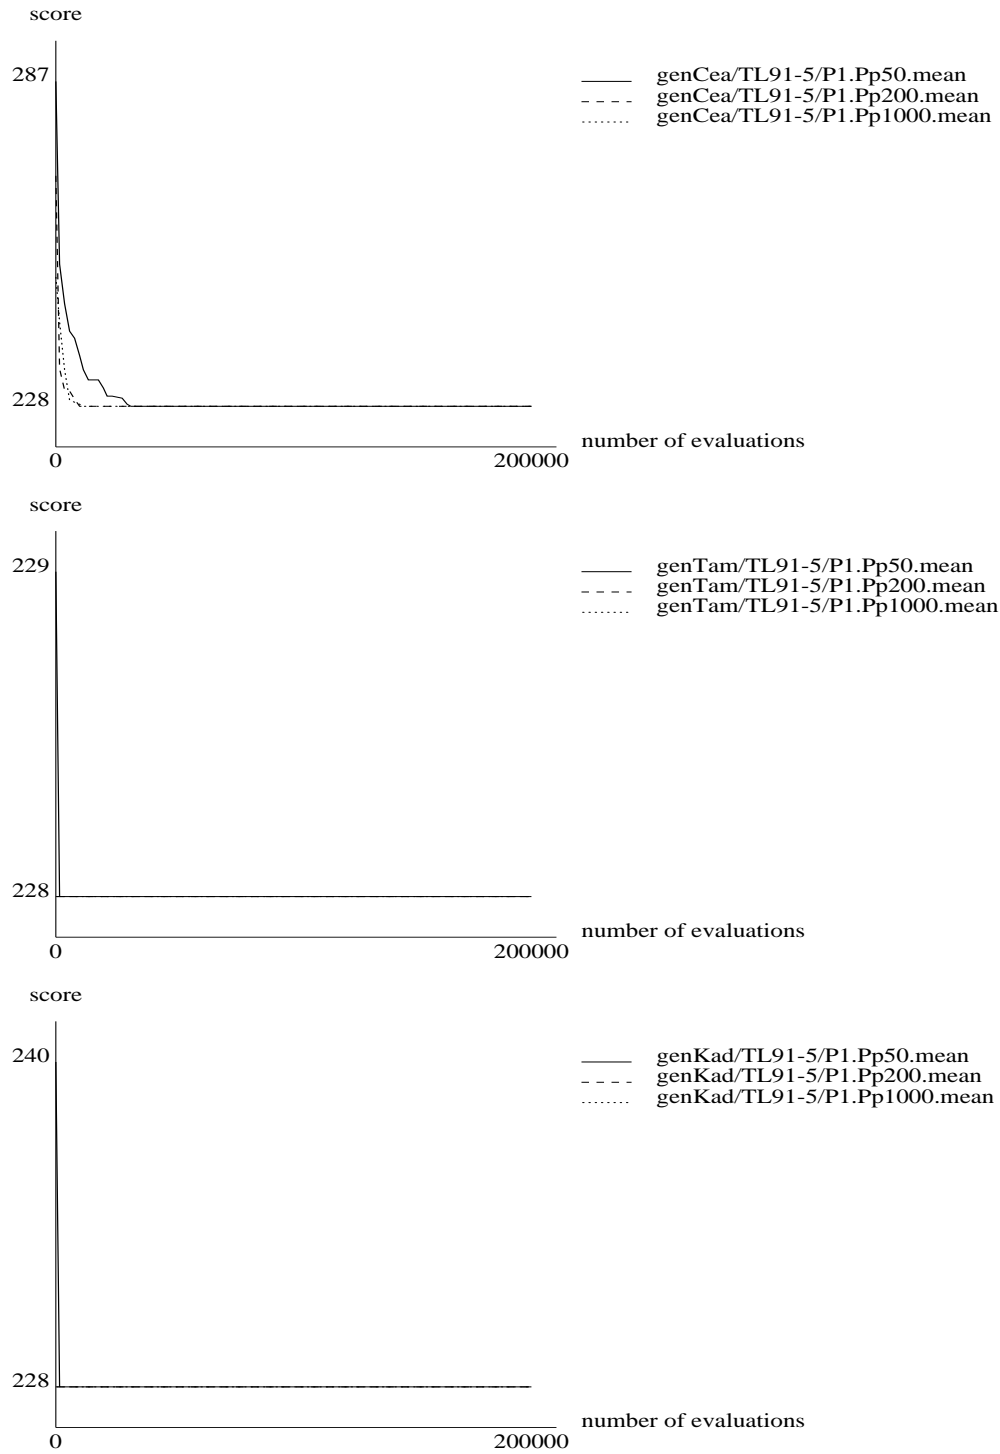 score
287
genCea/TL91-5/P1.Pp50.mean
genCea/TL91-5/P1.Pp200.mean
genCea/TL91-5/P1.Pp1000.mean
228
number of evaluations
0 200000
score
229
genTam/TL91-5/P1.Pp50.mean
genTam/TL91-5/P1.Pp200.mean
genTam/TL91-5/P1.Pp1000.mean
228
number of evaluations
0 200000
score
240
genKad/TL91-5/P1.Pp50.mean
genKad/TL91-5/P1.Pp200.mean
genKad/TL91-5/P1.Pp1000.mean
228
number of evaluations
0 200000